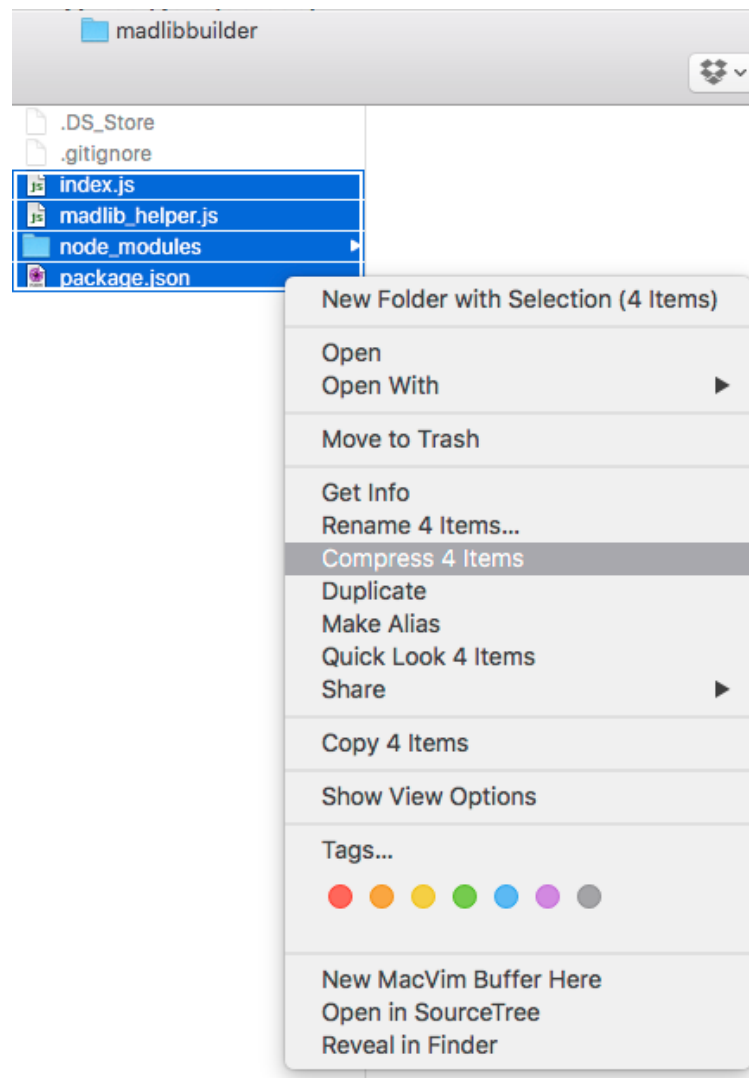 madlibbuilder
.DS_Store
.gitignore
index.js
madlib_helper.js
node_modules
package.json
New Folder with Selection (4 Items)
Open
Open With
Move to Trash
Get Info
Rename 4 Items...
Compress 4 Items
Duplicate
Make Alias
Quick Look 4 Items
Share
Copy 4 Items
Show View Options
Tags...
New MacVim Buffer Here
Open in SourceTree
Reveal in Finder